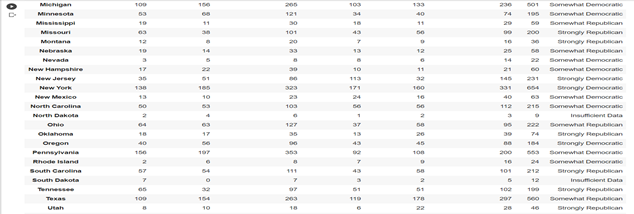 Michigan 109 156 265 103 133 236 501 Somewhat Democratic
Minnesota 53 68 121 34 40 74 195 Somewhat Democratic
Mississippi 19 11 30 18 11 29 59 Somewhat Republican
Missouri 63 38 101 43 56 99 200 Strongly Republican
Montana 12 8 20 7 9 16 36 Strongly Republican
Nebraska 19 14 33 13 12 25 58 Somewhat Republican
Nevada 3 5 8 8 6 14 22 Somewhat Democratic
New Hampshire 17 22 39 10 11 21 60 Somewhat Democratic
New Jersey 35 51 86 113 32 145 231 Strongly Democratic
New York 138 185 323 171 160 331 654 Strongly Democratic
New Mexico 13 10 23 24 16 40 63 Somewhat Democratic
North Carolina 50 53 103 56 56 112 215 Somewhat Democratic
North Dakota 2 4 6 1 2 3 9 Insufficient Data
Ohio 64 63 127 37 58 95 222 Somewhat Republican
Oklahoma 18 17 35 13 26 39 74 Strongly Republican
Oregon 40 56 96 43 45 88 184 Strongly Democratic
Pennsylvania 156 197 353 92 108 200 553 Somewhat Democratic
Rhode Island 2 6 8 7 9 16 24 Somewhat Democratic
South Carolina 57 54 111 43 58 101 212 Strongly Republican
South Dakota 7 0 7 3 2 5 12 Insufficient Data
Tennessee 65 32 97 51 51 102 199 Strongly Republican
Texas 109 154 263 119 178 297 560 Somewhat Democratic
Utah 8 10 18 6 22 28 46 Strongly Republican